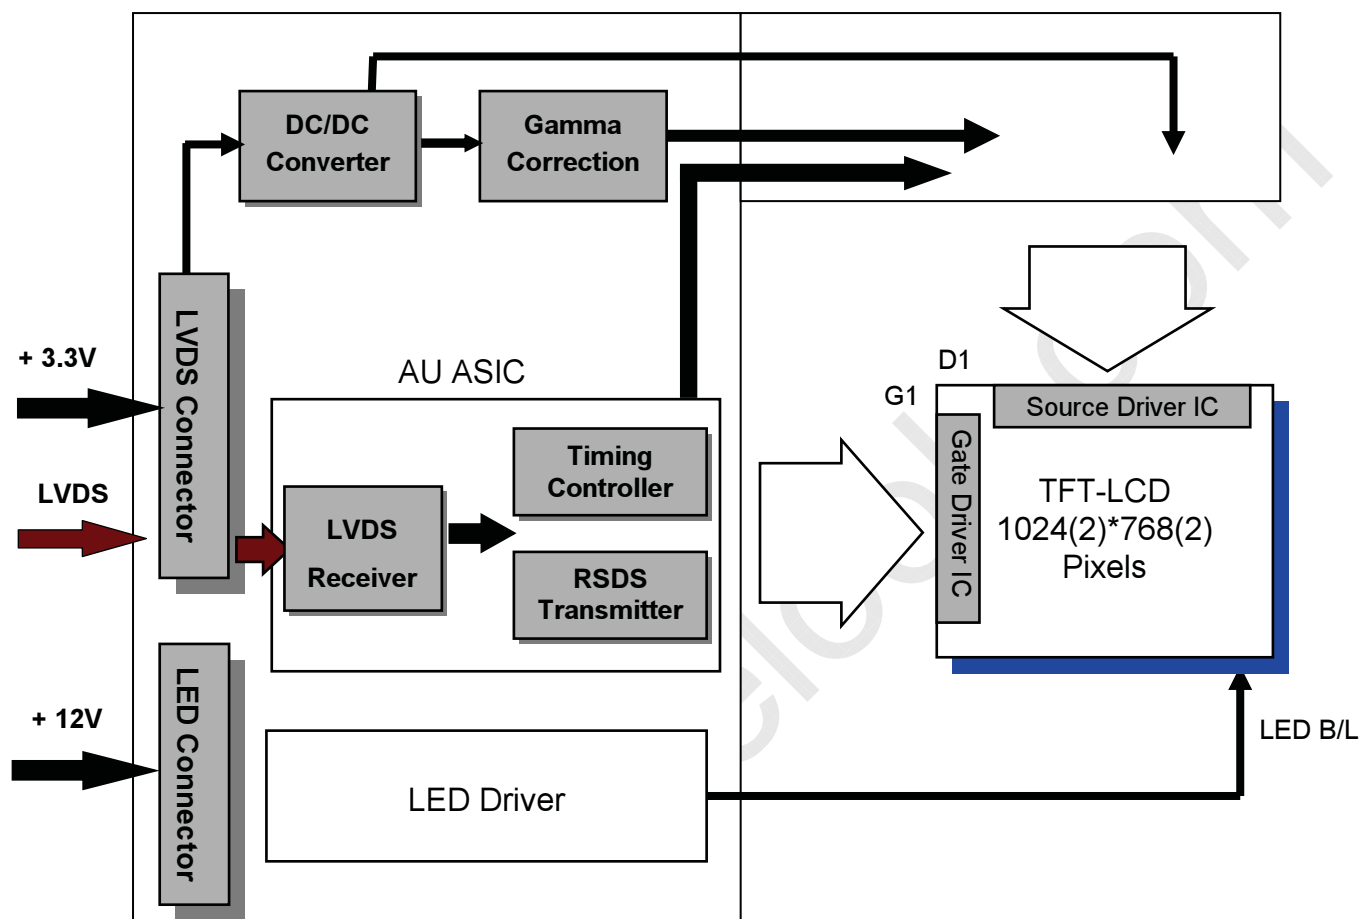 DC/DC
Converter
Gamma
Correction
LVDS Connector
+ 3.3V
LVDS
AU ASIC
Timing
Controller
LVDS
Receiver
RSDS
Transmitter
D1
G1
Source Driver IC
Gate Driver IC
TFT-LCD
1024(2)*768(2)
Pixels
LED Connector
+ 12V
LED Driver
LED B/L